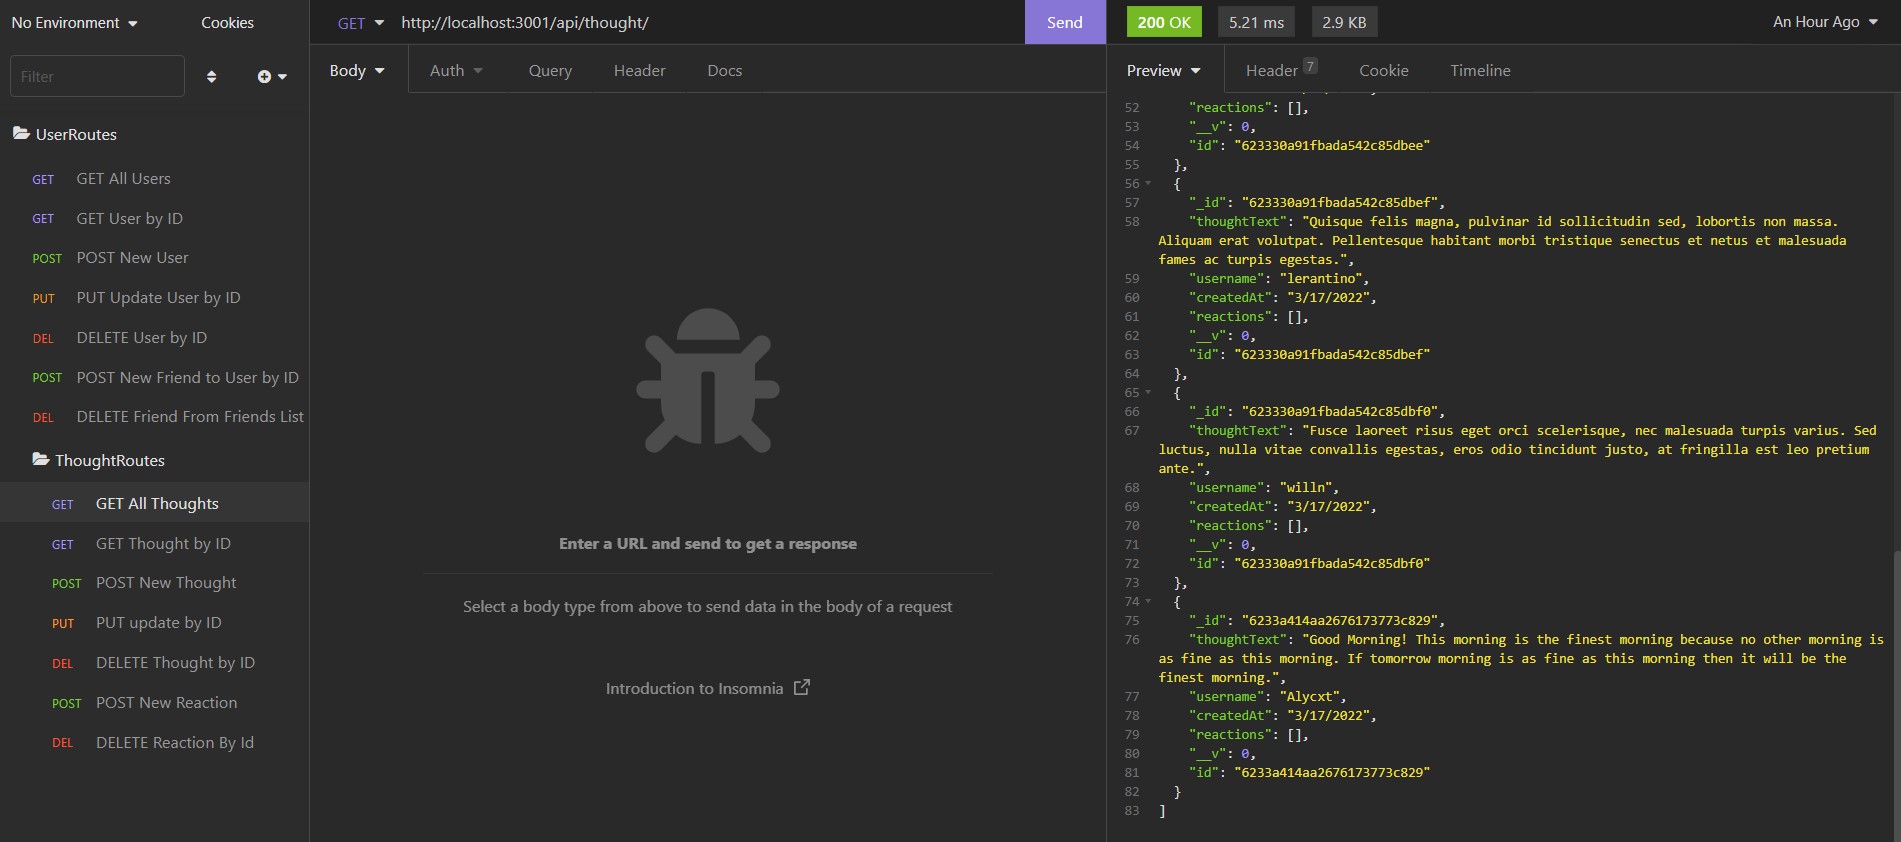 No Environment
Cookies
Filter
UserRoutes
GET GET All Users
GET GET User by ID
POST POST New User
PUT PUT Update User by ID
DEL DELETE User by ID
POST POST New Friend to User by ID
DEL DELETE Friend From Friends List
ThoughtRoutes
GET GET All Thoughts
GET GET Thought by ID
POST POST New Thought
PUT PUT update by ID
DEL DELETE Thought by ID
POST POST New Reaction
DEL DELETE Reaction By Id
GET http://localhost:3001/api/thought/ Send
Body Auth Query Header Docs
Enter a URL and send to get a response
Select a body type from above to send data in the body of a request
Introduction to Insomnia
200 OK 5.21 ms 2.9 KB An Hour Ago
Preview Header 7 Cookie Timeline
52 "reactions": [],
53 "__v": 0,
54 "id": "623330a91fbada542c85dbee"
55 },
56 {
57 "_id": "623330a91fbada542c85dbef",
58 "thoughtText": "Quisque felis magna, pulvinar id sollicitudin sed, lobortis non massa.
Aliquam erat volutpat. Pellentesque habitant morbi tristique senectus et netus et malesuada
fames ac turpis egestas.",
59 "username": "lerantino",
60 "createdAt": "3/17/2022",
61 "reactions": [],
62 "__v": 0,
63 "id": "623330a91fbada542c85dbef"
64 },
65 {
66 "_id": "623330a91fbada542c85dbf0",
67 "thoughtText": "Fusce laoreet risus eget orci scelerisque, nec malesuada turpis varius. Sed
luctus, nulla vitae convallis egestas, eros odio tincidunt justo, at fringilla est leo pretium
ante.",
68 "username": "willn",
69 "createdAt": "3/17/2022",
70 "reactions": [],
71 "__v": 0,
72 "id": "623330a91fbada542c85dbf0"
73 },
74 {
75 "_id": "6233a414aa2676173773c829",
76 "thoughtText": "Good Morning! This morning is the finest morning because no other morning is
as fine as this morning. If tomorrow morning is as fine as this morning then it will be the
finest morning.",
77 "username": "Alycxt",
78 "createdAt": "3/17/2022",
79 "reactions": [],
80 "__v": 0,
81 "id": "6233a414aa2676173773c829"
82 }
83 ]